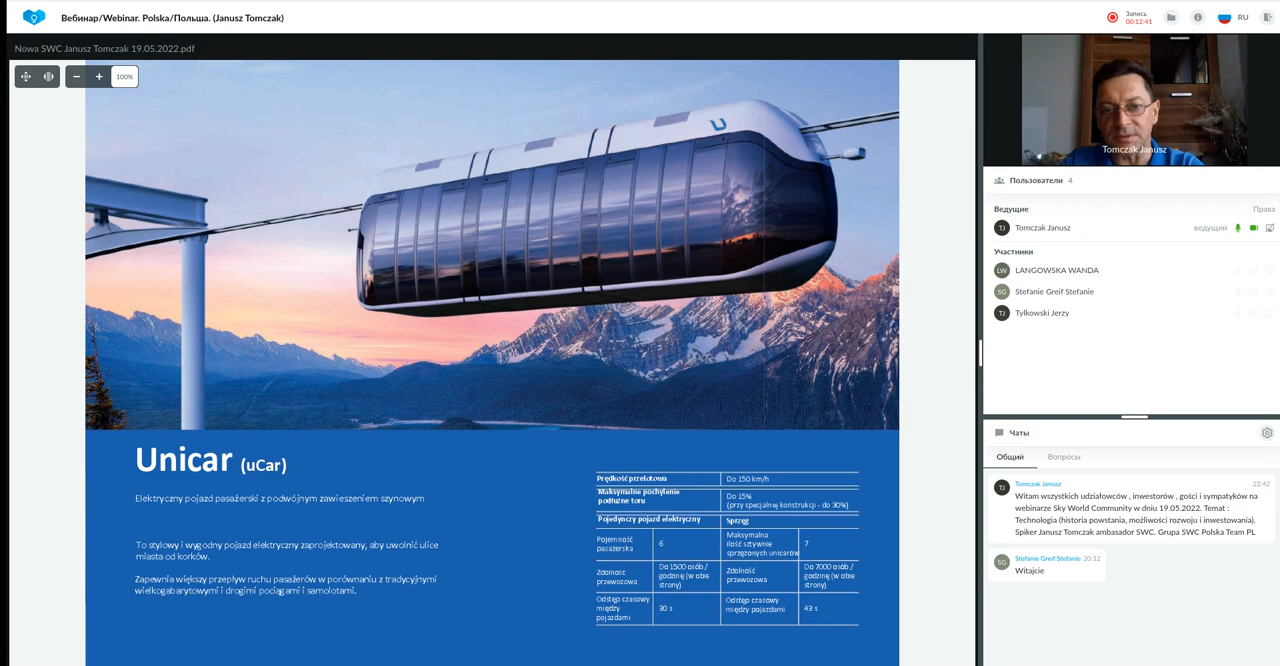 Вебинар/Webinar. Polska/Польша. (Janusz Tomczak)
Запись
00:12:41
RU
Nowa SWC Janusz Tomczak 19.05.2022.pdf
100%
Tomczak Janusz
Unicar (uCar)
Elektryczny pojazd pasażerski z podwójnym zawieszeniem szynowym
To stylowy i wygodny pojazd elektryczny zaprojektowany, aby uwolnić ulice
miasta od korków.
Zapewnia większy przepływ ruchu pasażerów w porównaniu z tradycyjnymi
wielkogabarytowymi i drogimi pociągami i samolotami.
Prędkość przelotowa
Do 150 km/h
Maksymalne pochylenie
podłużne toru
Do 15%
(przy specjalnej konstrukcji - do 30%)
Pojedynczy pojazd elektryczny
Sprzęg
Pojemność
pasażerska
6
Maksymalna
ilość sztywnie
sprzężonych unicarów
7
Zdolność
przewozowa
Do 1500 osób /
godzinę (w obie
strony)
Zdolność
przewozowa
Do 7000 osób /
godzinę (w obie
strony)
Odstęp czasowy
między
pojazdami
30 s
Odstęp czasowy
między pojazdami
43 s
Пользователи 4
Ведущие
Права
TJ
Tomczak Janusz
ведущий
Участники
LW
LANGOWSKA WANDA
SG
Stefanie Greif Stefanie
TJ
Tylkowski Jerzy
Чаты
Общий
Вопросы
TJ
Tomczak Janusz
22:42
Witam wszystkich udziałowców , inwestorów , gości i sympatyków na
webinarze Sky World Community w dniu 19.05.2022. Temat :
Technologia (historia powstania, możliwości rozwoju i inwestowania).
Spiker Janusz Tomczak ambasador SWC. Grupa SWC Polska Team PL
SG
Stefanie Greif Stefanie 20:12
Witajcie